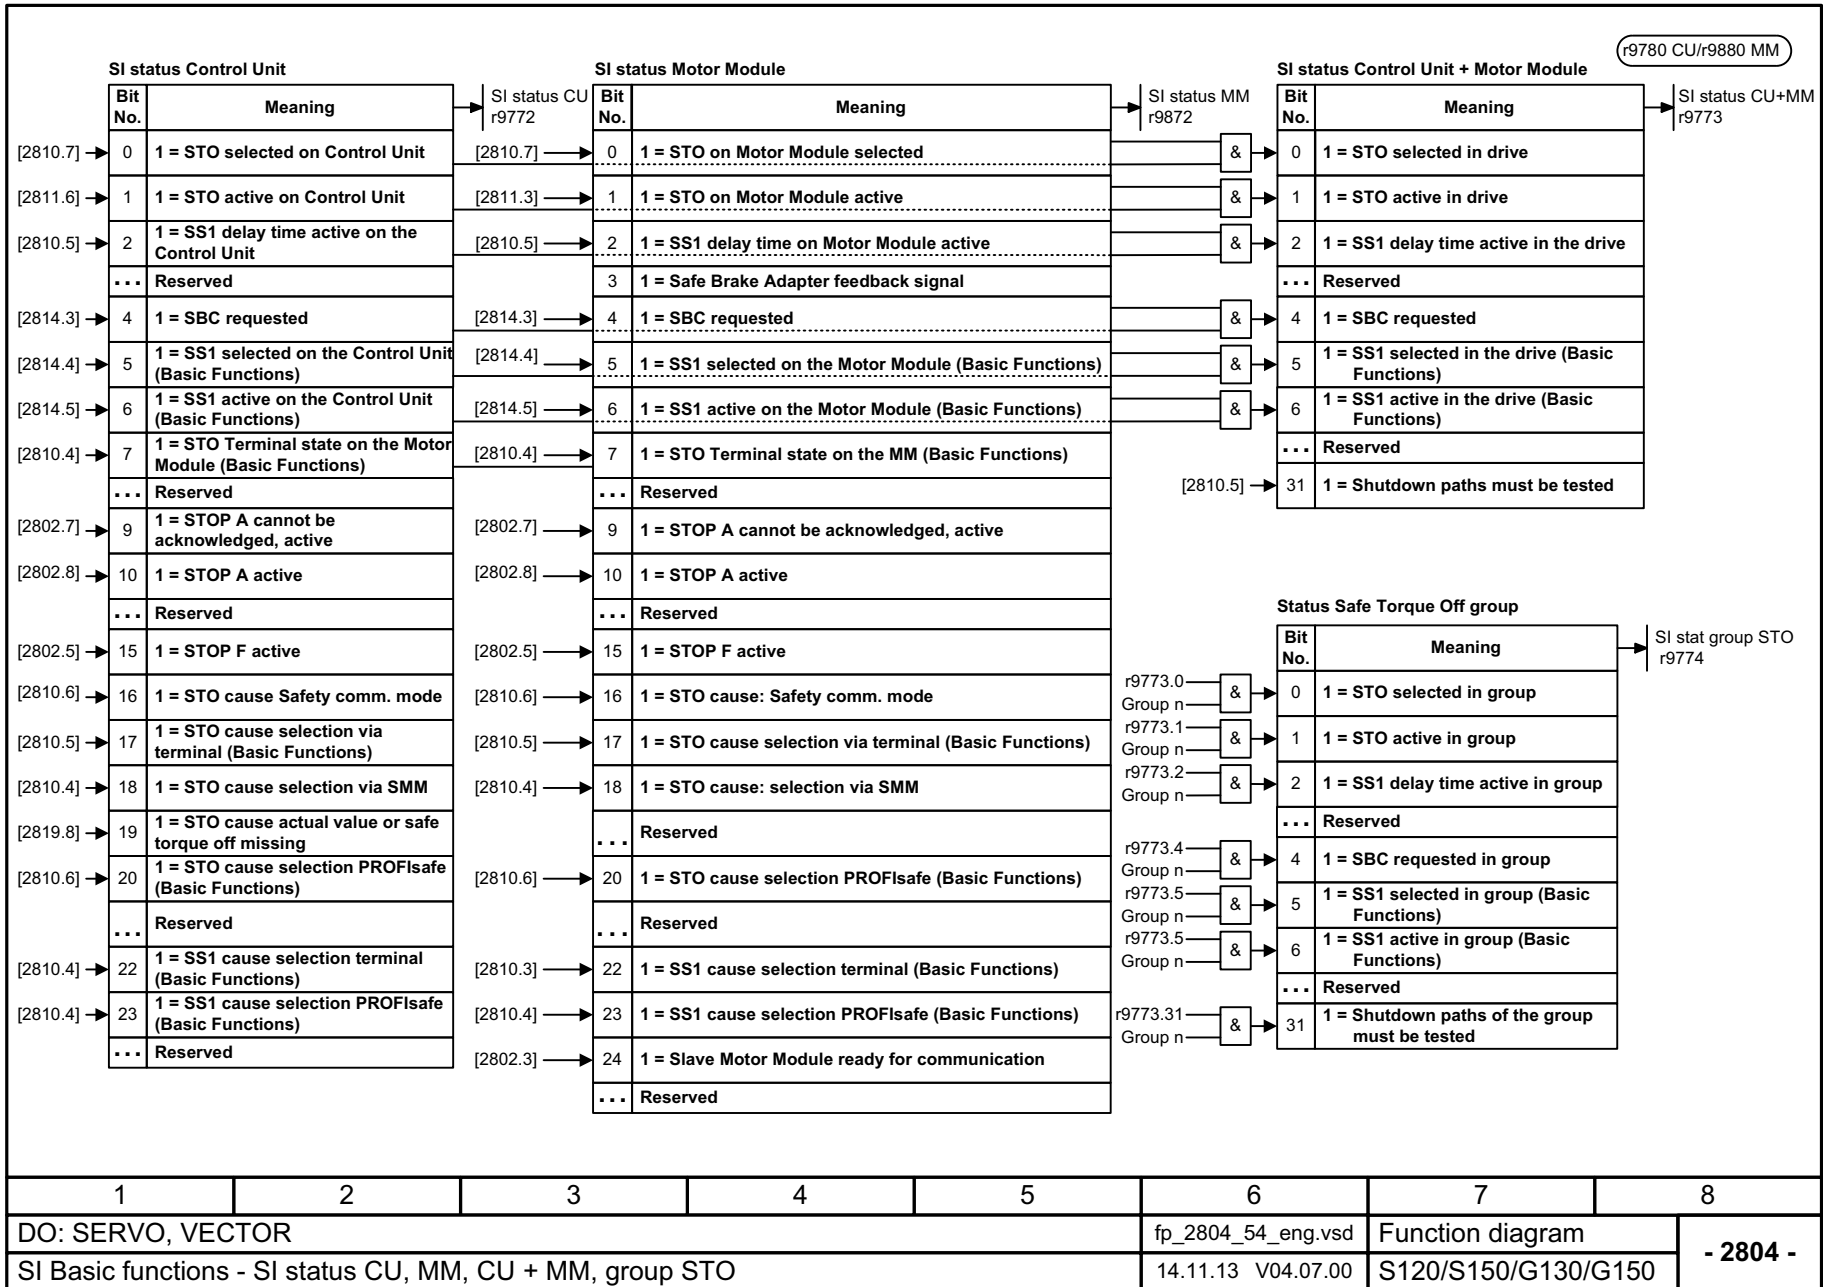 r9780 CU/r9880 MM
SI status Control Unit
Bit No. Meaning
SI status CU
r9772
[2810.7] 0 1 = STO selected on Control Unit
[2811.6] 1 1 = STO active on Control Unit
[2810.5] 2 1 = SS1 delay time active on the
Control Unit
... Reserved
[2814.3] 4 1 = SBC requested
[2814.4] 5 1 = SS1 selected on the Control Unit
(Basic Functions)
[2814.5] 6 1 = SS1 active on the Control Unit
(Basic Functions)
[2810.4] 7 1 = STO Terminal state on the Motor
Module (Basic Functions)
... Reserved
[2802.7] 9 1 = STOP A cannot be
acknowledged, active
[2802.8] 10 1 = STOP A active
... Reserved
[2802.5] 15 1 = STOP F active
[2810.6] 16 1 = STO cause Safety comm. mode
[2810.5] 17 1 = STO cause selection via
terminal (Basic Functions)
[2810.4] 18 1 = STO cause selection via SMM
[2819.8] 19 1 = STO cause actual value or safe
torque off missing
[2810.6] 20 1 = STO cause selection PROFIsafe
(Basic Functions)
... Reserved
[2810.4] 22 1 = SS1 cause selection terminal
(Basic Functions)
[2810.4] 23 1 = SS1 cause selection PROFIsafe
(Basic Functions)
... Reserved
SI status Motor Module
Bit No. Meaning
SI status MM
r9872
[2810.7] 0 1 = STO on Motor Module selected
[2811.3] 1 1 = STO on Motor Module active
[2810.5] 2 1 = SS1 delay time on Motor Module active
3 1 = Safe Brake Adapter feedback signal
[2814.3] 4 1 = SBC requested
[2814.4] 5 1 = SS1 selected on the Motor Module (Basic Functions)
[2814.5] 6 1 = SS1 active on the Motor Module (Basic Functions)
[2810.4] 7 1 = STO Terminal state on the MM (Basic Functions)
... Reserved
[2802.7] 9 1 = STOP A cannot be acknowledged, active
[2802.8] 10 1 = STOP A active
... Reserved
[2802.5] 15 1 = STOP F active
[2810.6] 16 1 = STO cause: Safety comm. mode
[2810.5] 17 1 = STO cause selection via terminal (Basic Functions)
[2810.4] 18 1 = STO cause: selection via SMM
... Reserved
[2810.6] 20 1 = STO cause selection PROFIsafe (Basic Functions)
... Reserved
[2810.3] 22 1 = SS1 cause selection terminal (Basic Functions)
[2810.4] 23 1 = SS1 cause selection PROFIsafe (Basic Functions)
[2802.3] 24 1 = Slave Motor Module ready for communication
... Reserved
SI status Control Unit + Motor Module
Bit No. Meaning
SI status CU+MM
r9773
& 0 1 = STO selected in drive
& 1 1 = STO active in drive
& 2 1 = SS1 delay time active in the drive
... Reserved
& 4 1 = SBC requested
& 5 1 = SS1 selected in the drive (Basic
Functions)
& 6 1 = SS1 active in the drive (Basic
Functions)
... Reserved
[2810.5] 31 1 = Shutdown paths must be tested
Status Safe Torque Off group
Bit No. Meaning
SI stat group STO
r9774
r9773.0
Group n & 0 1 = STO selected in group
r9773.1
Group n & 1 1 = STO active in group
r9773.2
Group n & 2 1 = SS1 delay time active in group
... Reserved
r9773.4
Group n & 4 1 = SBC requested in group
r9773.5
Group n & 5 1 = SS1 selected in group (Basic
Functions)
r9773.5
Group n & 6 1 = SS1 active in group (Basic
Functions)
... Reserved
r9773.31
Group n & 31 1 = Shutdown paths of the group
must be tested
1 2 3 4 5 6 7 8
DO: SERVO, VECTOR fp_2804_54_eng.vsd Function diagram
- 2804 -
SI Basic functions - SI status CU, MM, CU + MM, group STO 14.11.13 V04.07.00 S120/S150/G130/G150